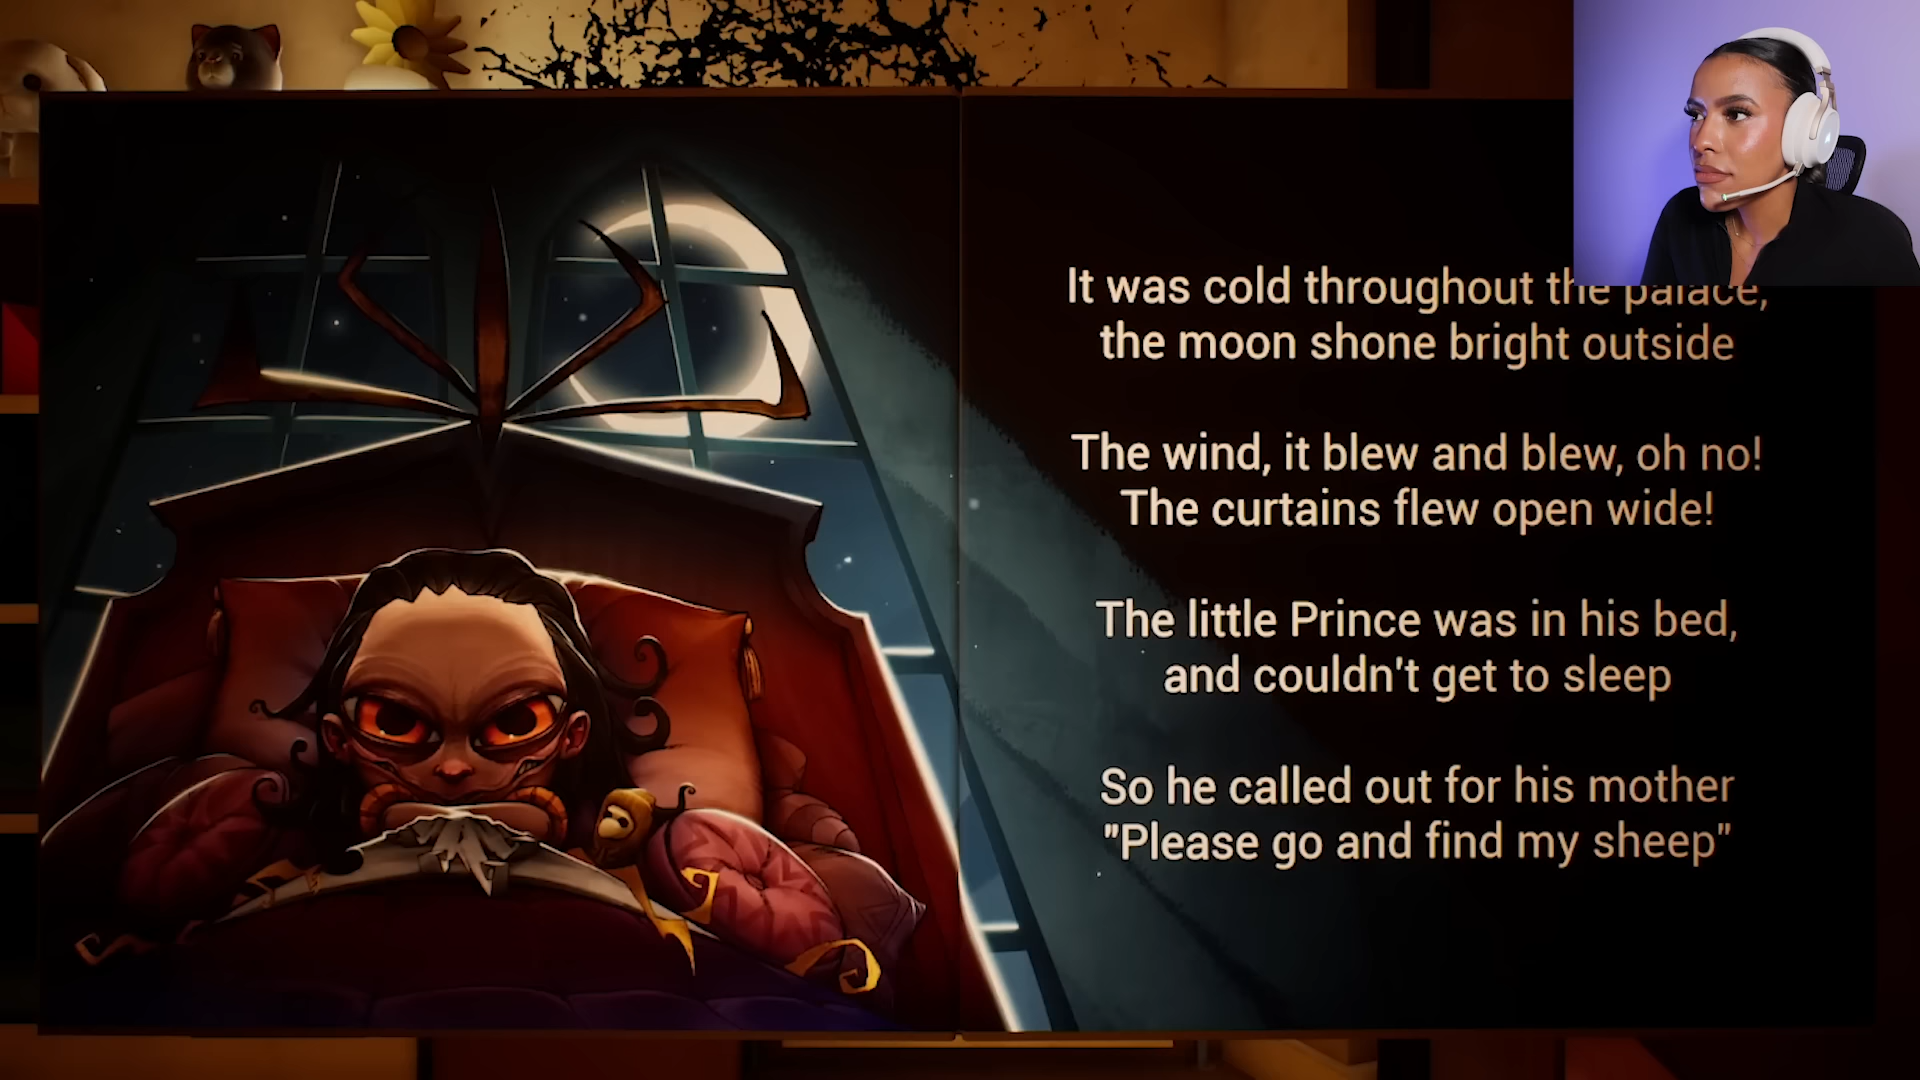 It was cold throughout the palace,
the moon shone bright outside
The wind, it blew and blew, oh no!
The curtains flew open wide!
The little Prince was in his bed,
and couldn't get to sleep
So he called out for his mother
"Please go and find my sheep"